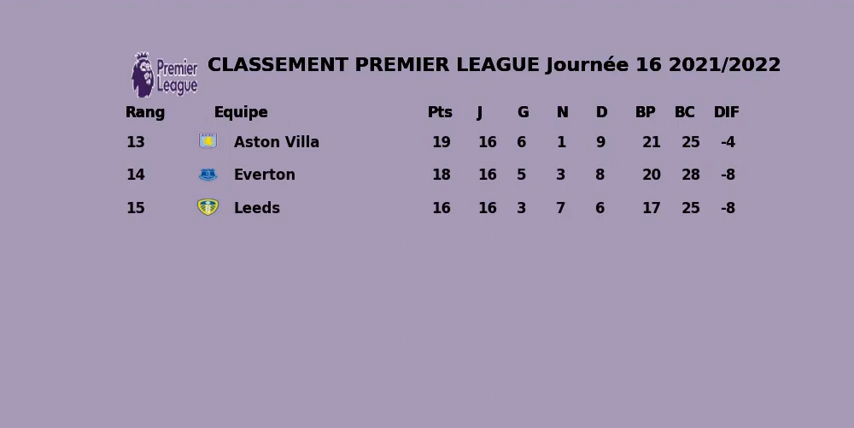 Premier League
CLASSEMENT PREMIER LEAGUE Journée 16 2021/2022
Rang Equipe Pts J G N D BP BC DIF
13 Aston Villa 19 16 6 1 9 21 25 -4
14 Everton 18 16 5 3 8 20 28 -8
15 Leeds 16 16 3 7 6 17 25 -8